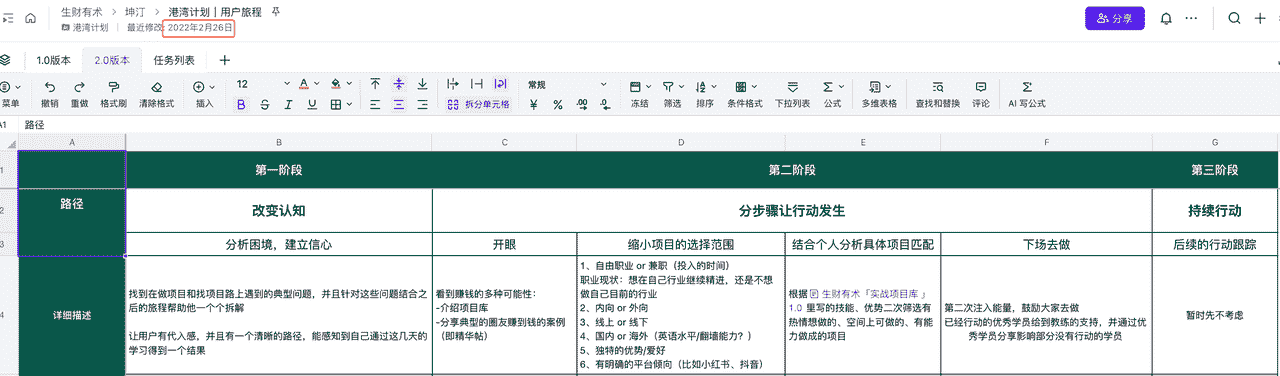 生财有术 坤汀 港湾计划 | 用户旅程
港湾计划 最近修改: 2022年2月26日
分享
1.0版本 2.0版本 任务列表
12 A 常规
菜单 撤销 重做 格式刷 清除格式 插入 B S I U 拆分单元格 ¥ % .00 .0 冻结 筛选 排序 条件格式 下拉列表 公式 多维表格 查找和替换 评论 AI 写公式
A1 路径
A B C D E F G
1 第一阶段 第二阶段 第三阶段
2 路径 改变认知 分步骤让行动发生 持续行动
3 分析困境，建立信心 开眼 缩小项目的选择范围 结合个人分析具体项目匹配 下场去做 后续的行动跟踪
4 详细描述
找到在做项目和找项目路上遇到的典型问题，并且针对这些问题结合之
后的旅程帮助他一个个拆解
让用户有代入感，并且有一个清晰的路径，能感知到自己通过这几天的
学习得到一个结果
看到赚钱的多种可能性：
-介绍项目库
-分享典型的圈友赚到钱的案例
（即精华帖）
1、自由职业 or 兼职（投入的时间）
职业现状：想在自己行业继续精进，还是不想
做自己目前的行业
2、内向 or 外向
3、线上 or 线下
4、国内 or 海外（英语水平/翻墙能力？）
5、独特的优势/爱好
6、有明确的平台倾向（比如小红书、抖音）
根据 生财有术「实战项目库 」
1.0 里写的技能、优势二次筛选有
热情想做的、空间上可做的、有能
力做成的项目
第二次注入能量，鼓励大家去做
已经行动的优秀学员给到教练的支持，并通过优
秀学员分享影响部分没有行动的学员
暂时先不考虑